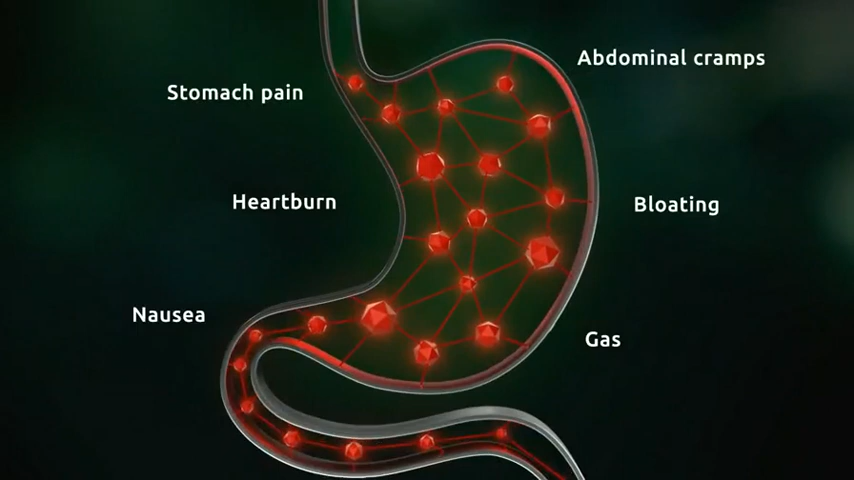 Abdominal cramps
Stomach pain
Heartburn
Bloating
Nausea
Gas